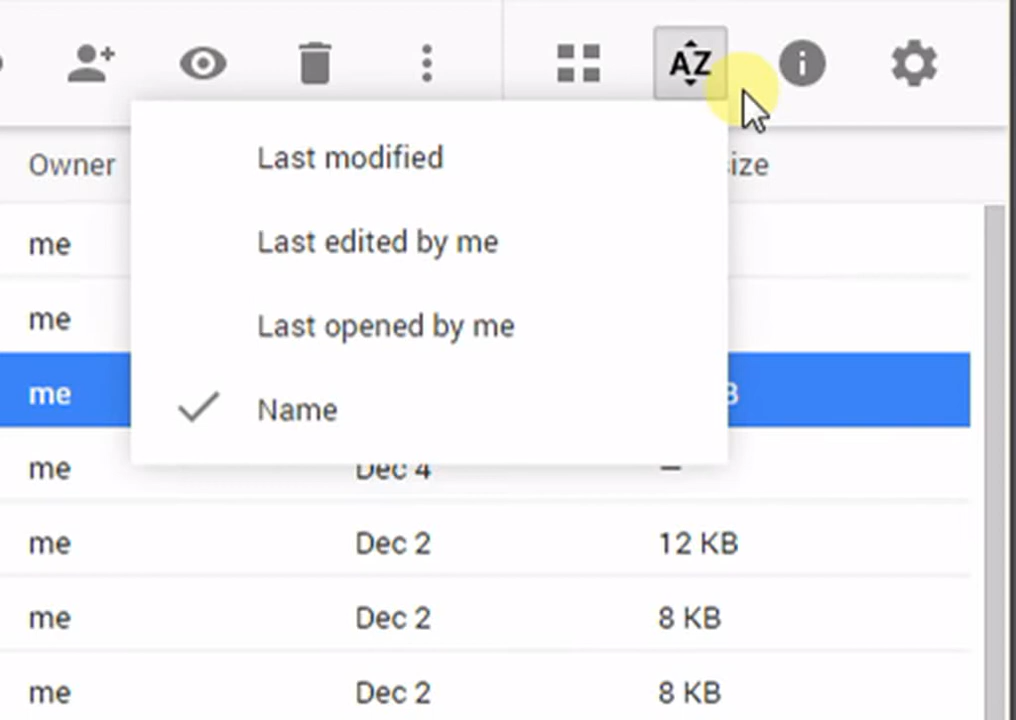 AZ
Owner
size
Last modified
Last edited by me
Last opened by me
Name
me
me
me B
me Dec 4 –
me Dec 2 12 KB
me Dec 2 8 KB
me Dec 2 8 KB